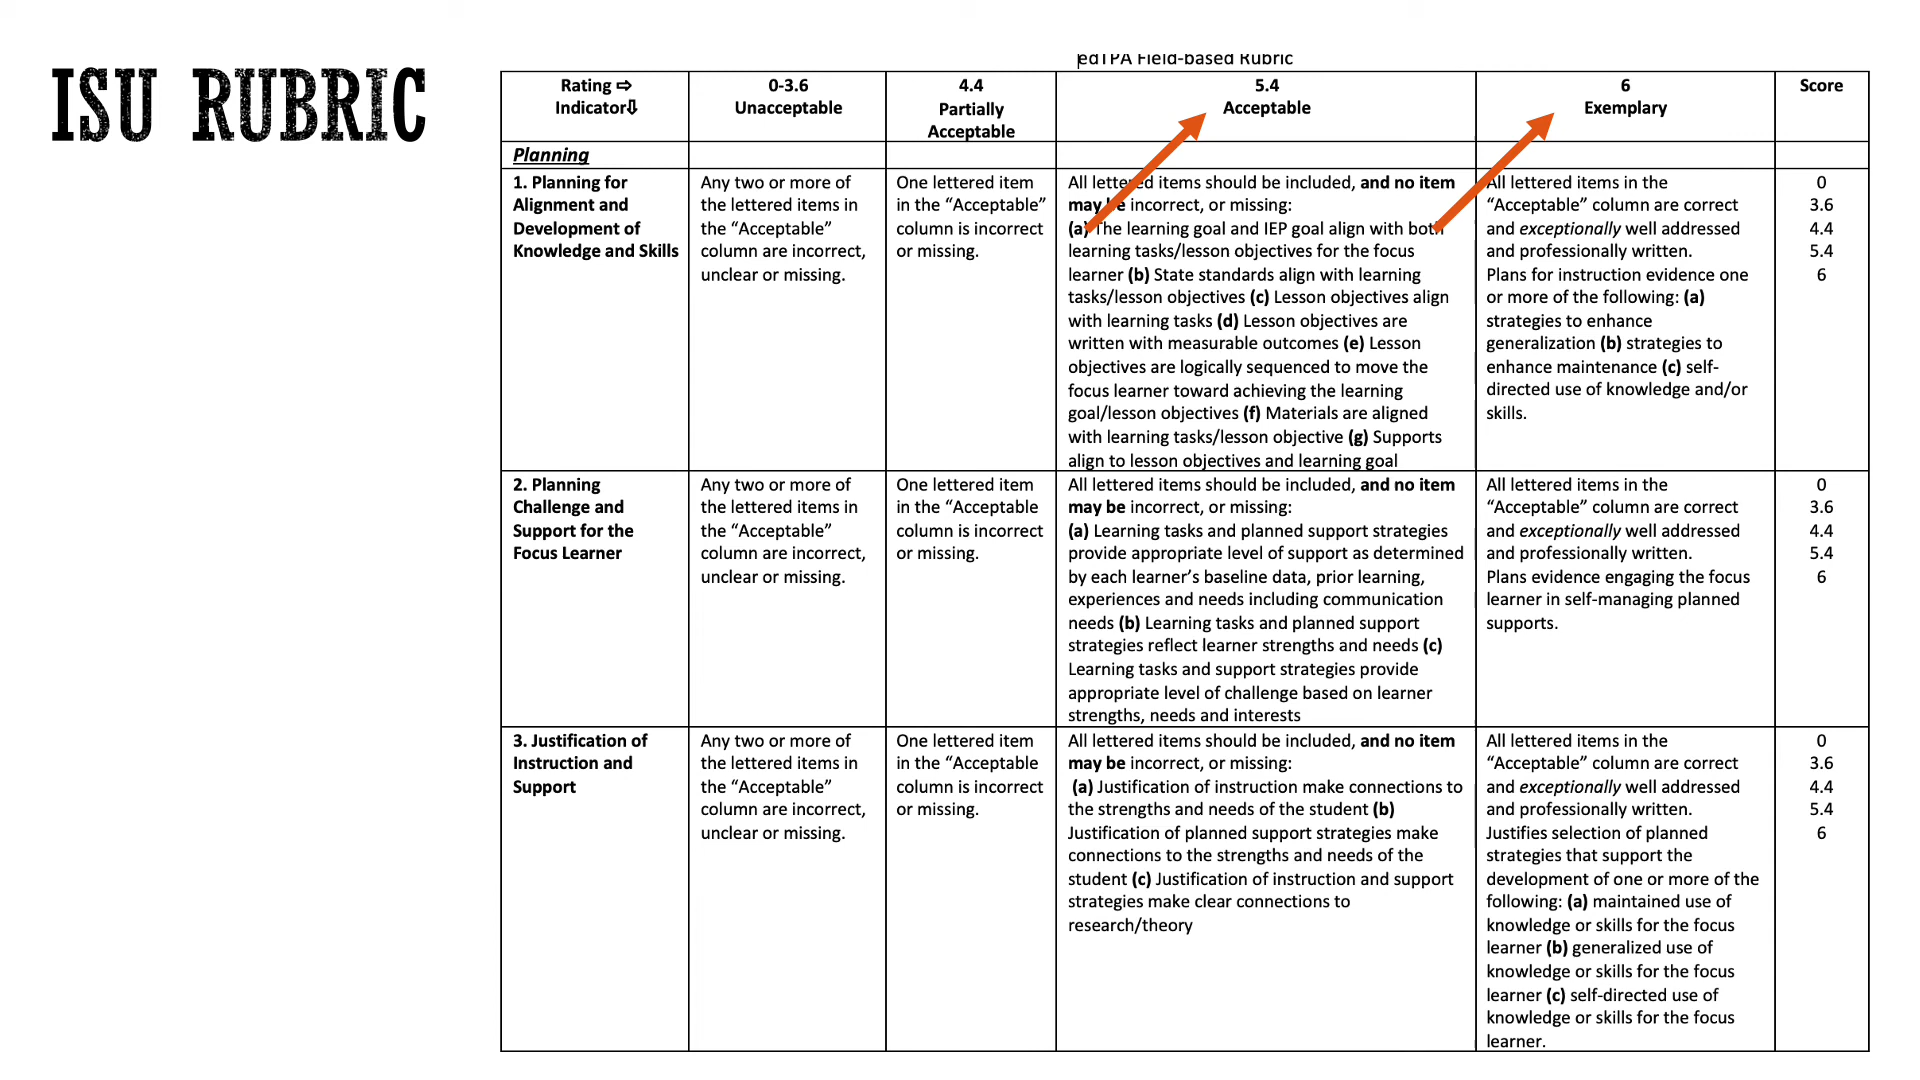 ISU RUBRIC
edTPA Field-based Rubric
Rating ⇨
Indicator⇩
0-3.6
Unacceptable
4.4
Partially
Acceptable
5.4
Acceptable
6
Exemplary
Score
Planning
1. Planning for
Alignment and
Development of
Knowledge and Skills
Any two or more of
the lettered items in
the “Acceptable”
column are incorrect,
unclear or missing.
One lettered item
in the “Acceptable”
column is incorrect
or missing.
All lettered items should be included, and no item
may be incorrect, or missing:
(a) The learning goal and IEP goal align with both
learning tasks/lesson objectives for the focus
learner (b) State standards align with learning
tasks/lesson objectives (c) Lesson objectives align
with learning tasks (d) Lesson objectives are
written with measurable outcomes (e) Lesson
objectives are logically sequenced to move the
focus learner toward achieving the learning
goal/lesson objectives (f) Materials are aligned
with learning tasks/lesson objective (g) Supports
align to lesson objectives and learning goal
All lettered items in the
“Acceptable” column are correct
and exceptionally well addressed
and professionally written.
Plans for instruction evidence one
or more of the following: (a)
strategies to enhance
generalization (b) strategies to
enhance maintenance (c) self-
directed use of knowledge and/or
skills.
0
3.6
4.4
5.4
6
2. Planning
Challenge and
Support for the
Focus Learner
Any two or more of
the lettered items in
the “Acceptable”
column are incorrect,
unclear or missing.
One lettered item
in the “Acceptable
column is incorrect
or missing.
All lettered items should be included, and no item
may be incorrect, or missing:
(a) Learning tasks and planned support strategies
provide appropriate level of support as determined
by each learner’s baseline data, prior learning,
experiences and needs including communication
needs (b) Learning tasks and planned support
strategies reflect learner strengths and needs (c)
Learning tasks and support strategies provide
appropriate level of challenge based on learner
strengths, needs and interests
All lettered items in the
“Acceptable” column are correct
and exceptionally well addressed
and professionally written.
Plans evidence engaging the focus
learner in self-managing planned
supports.
0
3.6
4.4
5.4
6
3. Justification of
Instruction and
Support
Any two or more of
the lettered items in
the “Acceptable”
column are incorrect,
unclear or missing.
One lettered item
in the “Acceptable
column is incorrect
or missing.
All lettered items should be included, and no item
may be incorrect, or missing:
(a) Justification of instruction make connections to
the strengths and needs of the student (b)
Justification of planned support strategies make
connections to the strengths and needs of the
student (c) Justification of instruction and support
strategies make clear connections to
research/theory
All lettered items in the
“Acceptable” column are correct
and exceptionally well addressed
and professionally written.
Justifies selection of planned
strategies that support the
development of one or more of the
following: (a) maintained use of
knowledge or skills for the focus
learner (b) generalized use of
knowledge or skills for the focus
learner (c) self-directed use of
knowledge or skills for the focus
learner.
0
3.6
4.4
5.4
6